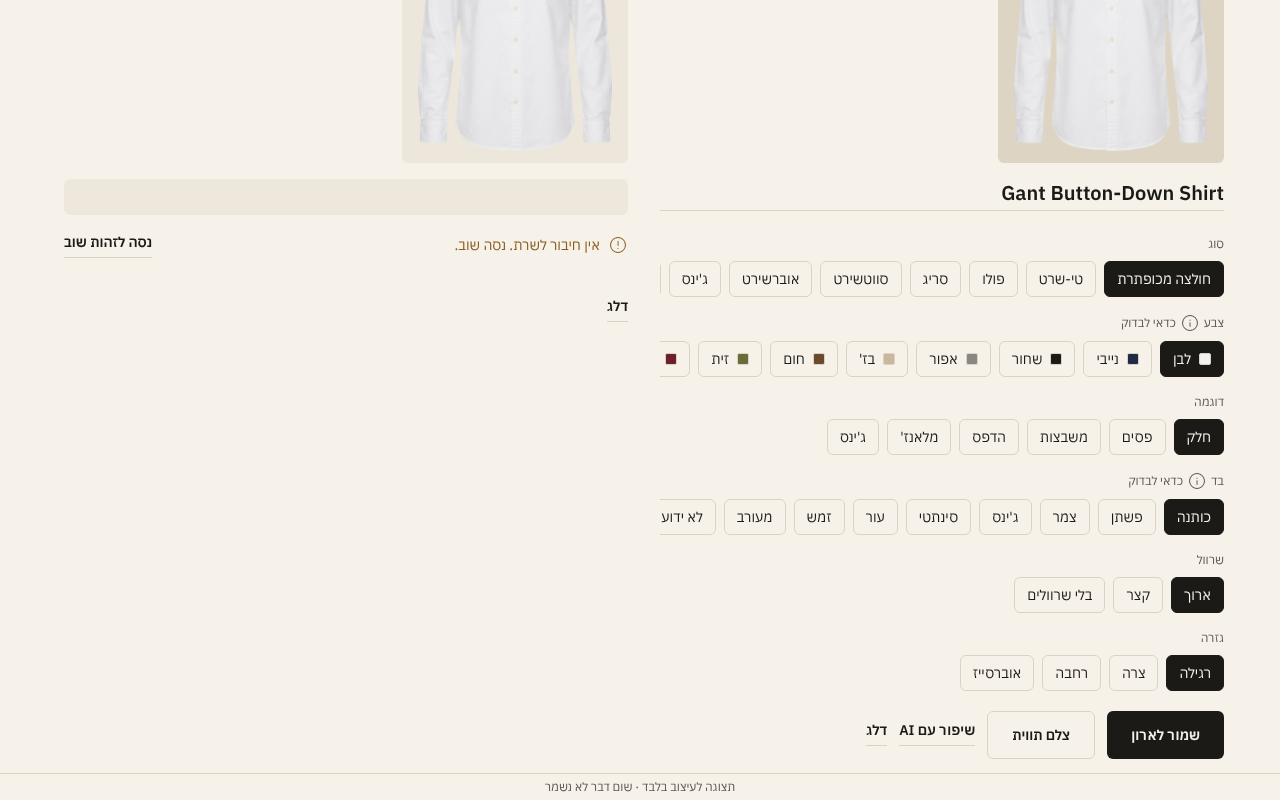 Gant Button-Down Shirt
סוג
חולצה מכופתרת
טי-שרט
פולו
סריג
סווטשירט
אוברשירט
ג'ינס
צבע
כדאי לבדוק
לבן
נייבי
שחור
אפור
בז'
חום
זית
דוגמה
חלק
פסים
משבצות
הדפס
מלאנז'
ג'ינס
בד
כדאי לבדוק
כותנה
פשתן
צמר
ג'ינס
סינתטי
עור
זמש
מעורב
לא ידוע
שרוול
ארוך
קצר
בלי שרוולים
גזרה
רגילה
צרה
רחבה
אוברסייז
שמור לארון
צלם תווית
שיפור עם AI
דלג
אין חיבור לשרת. נסה שוב.
נסה לזהות שוב
דלג
תצוגה לעיצוב בלבד · שום דבר לא נשמר